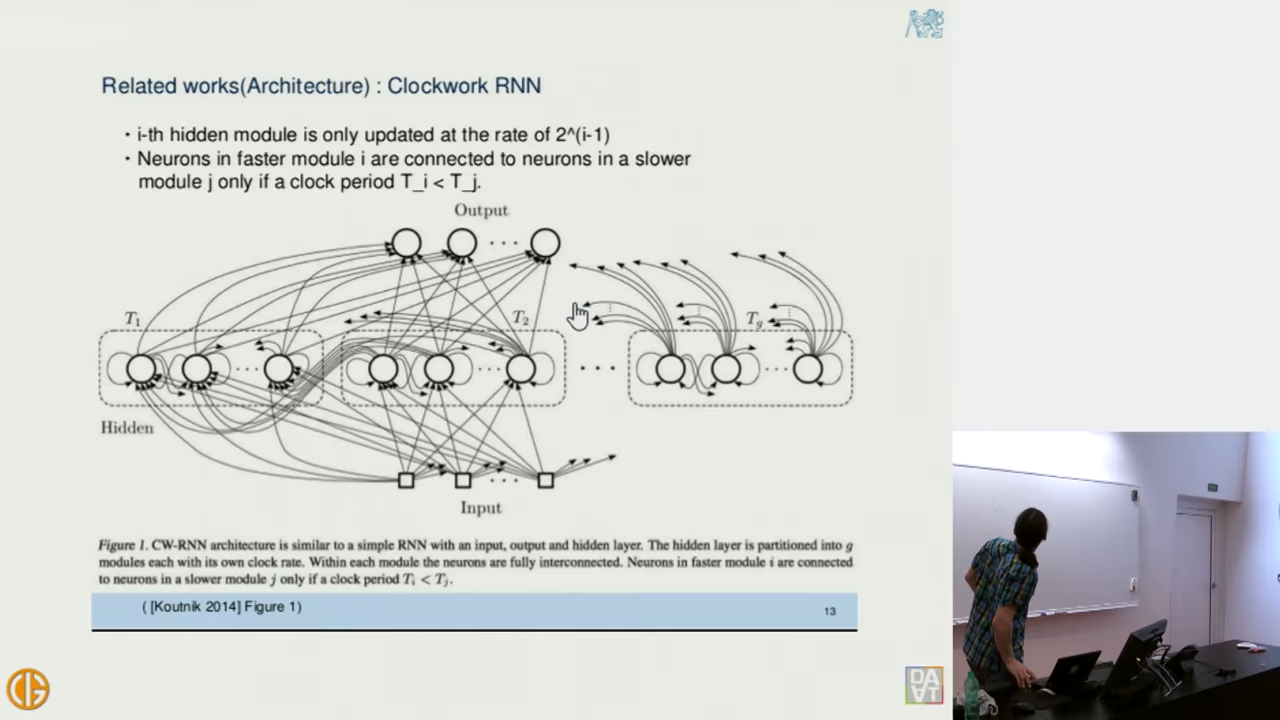 Related works(Architecture) : Clockwork RNN
• i-th hidden module is only updated at the rate of 2^(i-1)
• Neurons in faster module i are connected to neurons in a slower
module j only if a clock period T_i < T_j.
Output
T1
T2
Tg
Hidden
Input
Figure 1. CW-RNN architecture is similar to a simple RNN with an input, output and hidden layer. The hidden layer is partitioned into g
modules each with its own clock rate. Within each module the neurons are fully interconnected. Neurons in faster module i are connected
to neurons in a slower module j only if a clock period Ti < Tj.
( [Koutnik 2014] Figure 1)
13
DA
AT